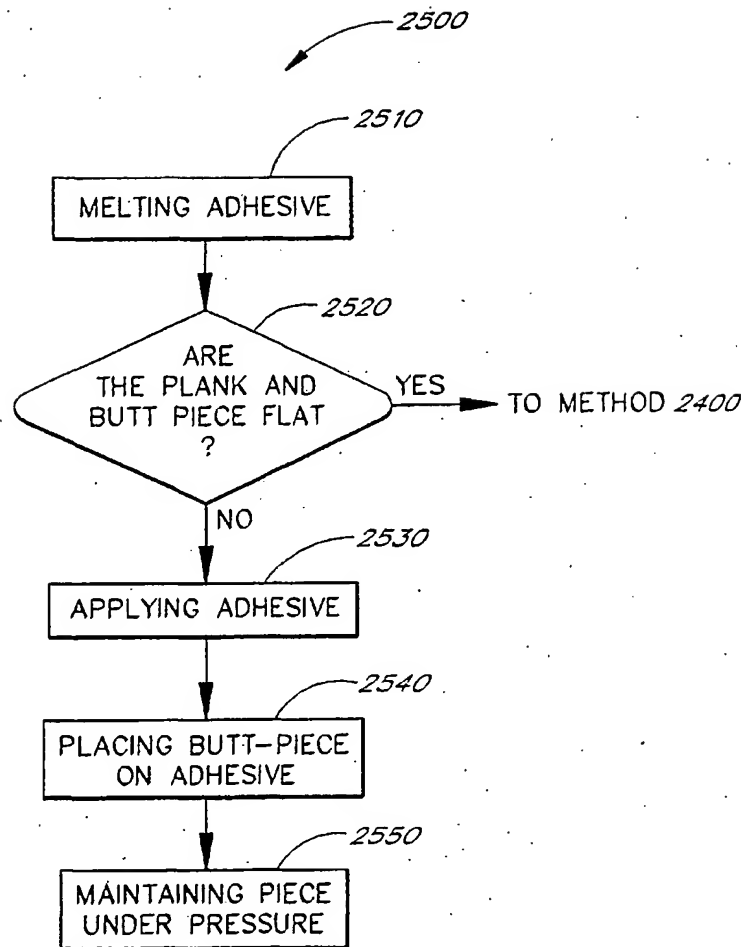 2500
2510
MELTING ADHESIVE
2520
ARE
THE PLANK AND
BUTT PIECE FLAT
?
YES
TO METHOD 2400
NO
2530
APPLYING ADHESIVE
2540
PLACING BUTT-PIECE
ON ADHESIVE
2550
MAINTAINING PIECE
UNDER PRESSURE